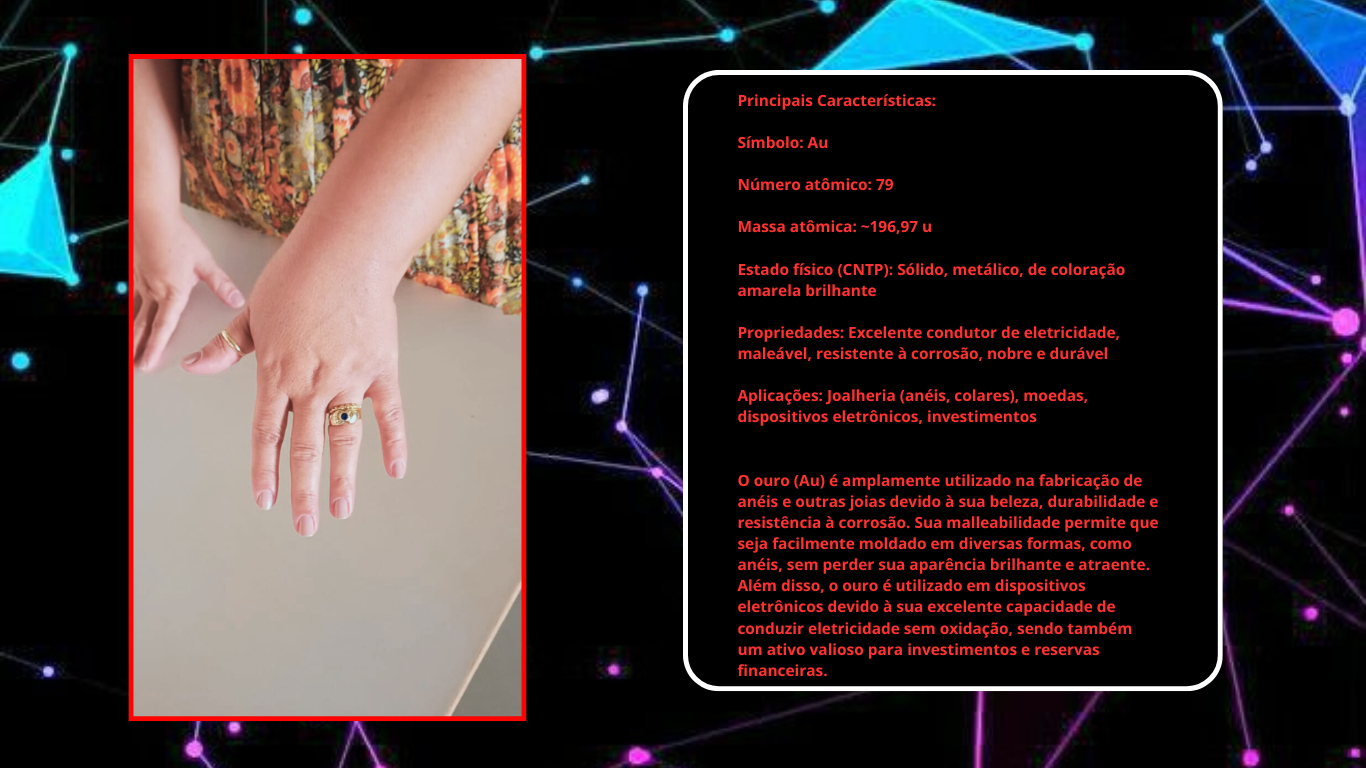 Principais Características:
Símbolo: Au
Número atômico: 79
Massa atômica: ~196,97 u
Estado físico (CNTP): Sólido, metálico, de coloração
amarela brilhante
Propriedades: Excelente condutor de eletricidade,
maleável, resistente à corrosão, nobre e durável
Aplicações: Joalheria (anéis, colares), moedas,
dispositivos eletrônicos, investimentos
O ouro (Au) é amplamente utilizado na fabricação de
anéis e outras joias devido à sua beleza, durabilidade e
resistência à corrosão. Sua malleabilidade permite que
seja facilmente moldado em diversas formas, como
anéis, sem perder sua aparência brilhante e atraente.
Além disso, o ouro é utilizado em dispositivos
eletrônicos devido à sua excelente capacidade de
conduzir eletricidade sem oxidação, sendo também
um ativo valioso para investimentos e reservas
financeiras.